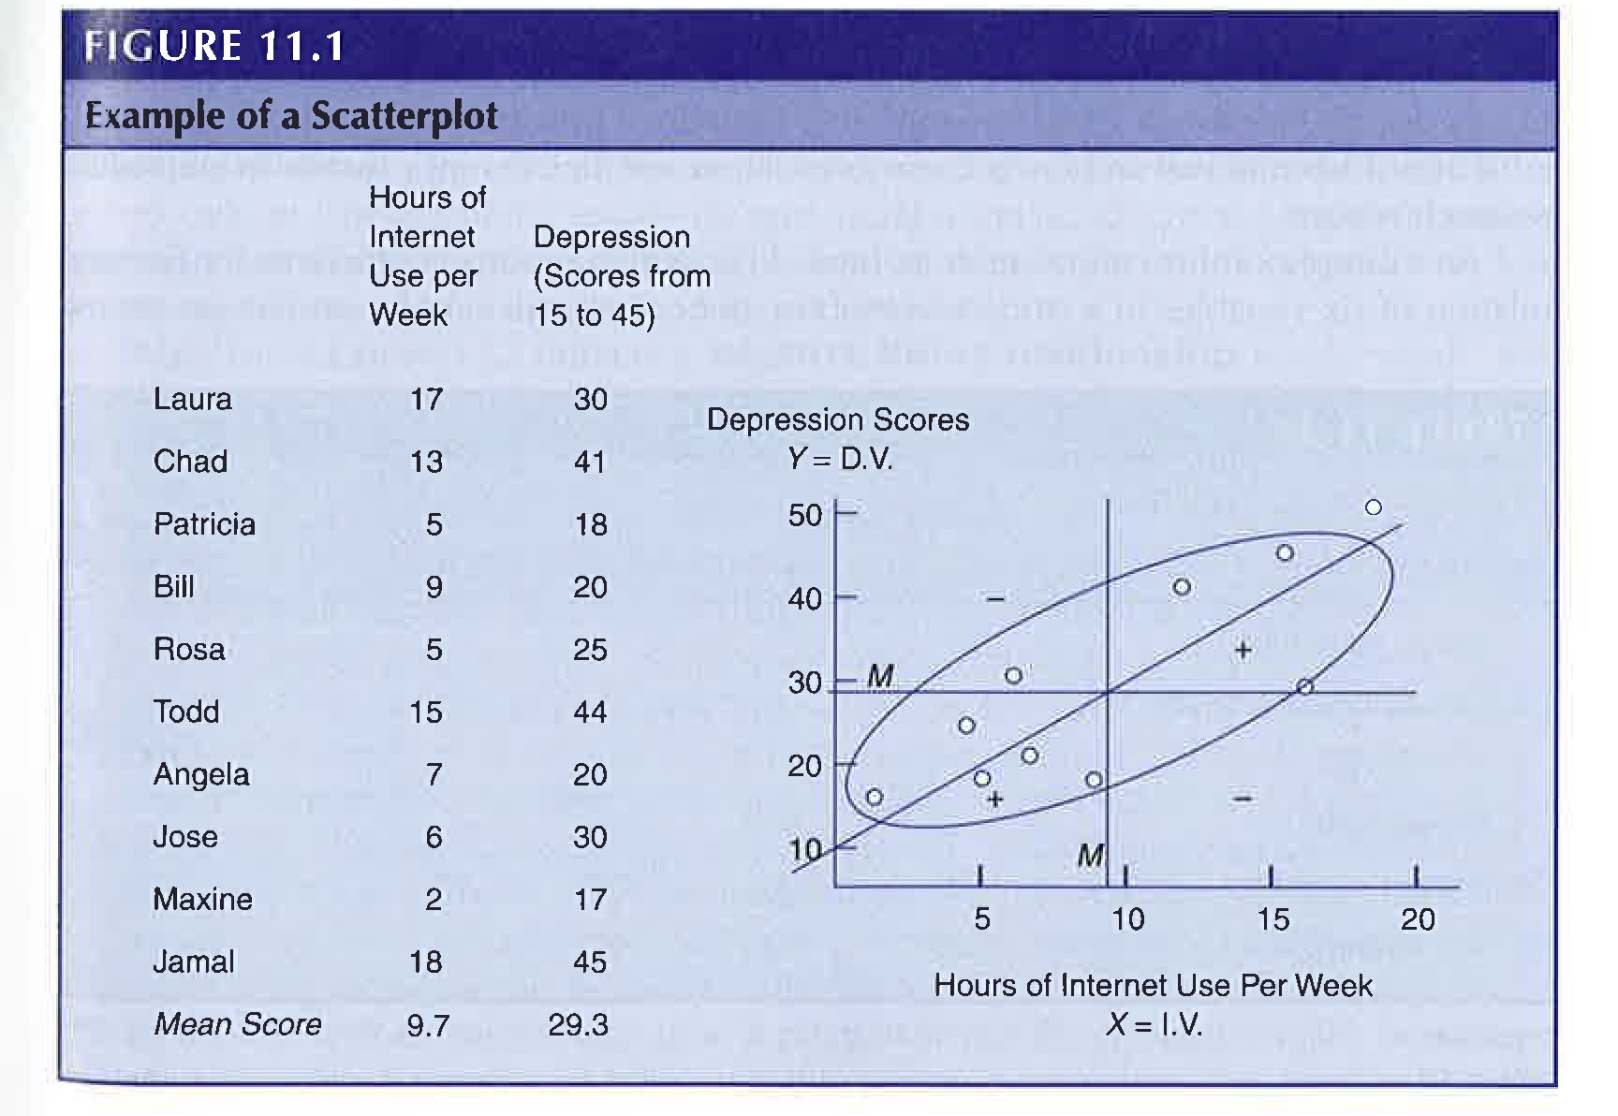 FIGURE 11.1
Example of a Scatterplot
Hours of
Internet Depression
Use per (Scores from
Week 15 to 45)
Laura 17 30
Chad 13 41
Patricia 5 18
Bill 9 20
Rosa 5 25
Todd 15 44
Angela 7 20
Jose 6 30
Maxine 2 17
Jamal 18 45
Mean Score 9.7 29.3
Depression Scores
Y = D.V.
50
40 −
+
30 M
20
+ −
10 M
5 10 15 20
Hours of Internet Use Per Week
X = I.V.